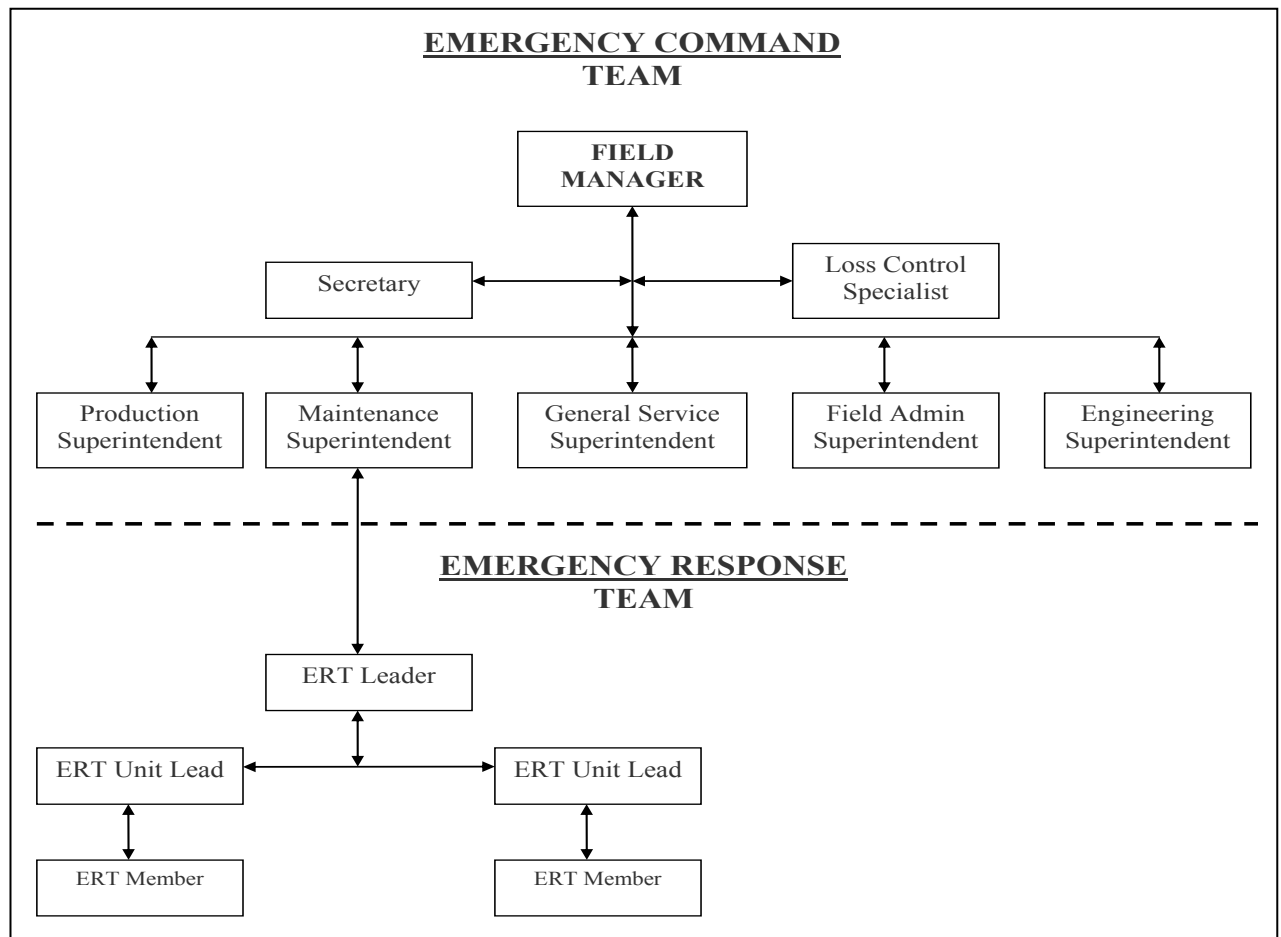 EMERGENCY COMMAND
TEAM
FIELD
MANAGER
Secretary
Loss Control
Specialist
Production
Superintendent
Maintenance
Superintendent
General Service
Superintendent
Field Admin
Superintendent
Engineering
Superintendent
EMERGENCY RESPONSE
TEAM
ERT Leader
ERT Unit Lead
ERT Unit Lead
ERT Member
ERT Member